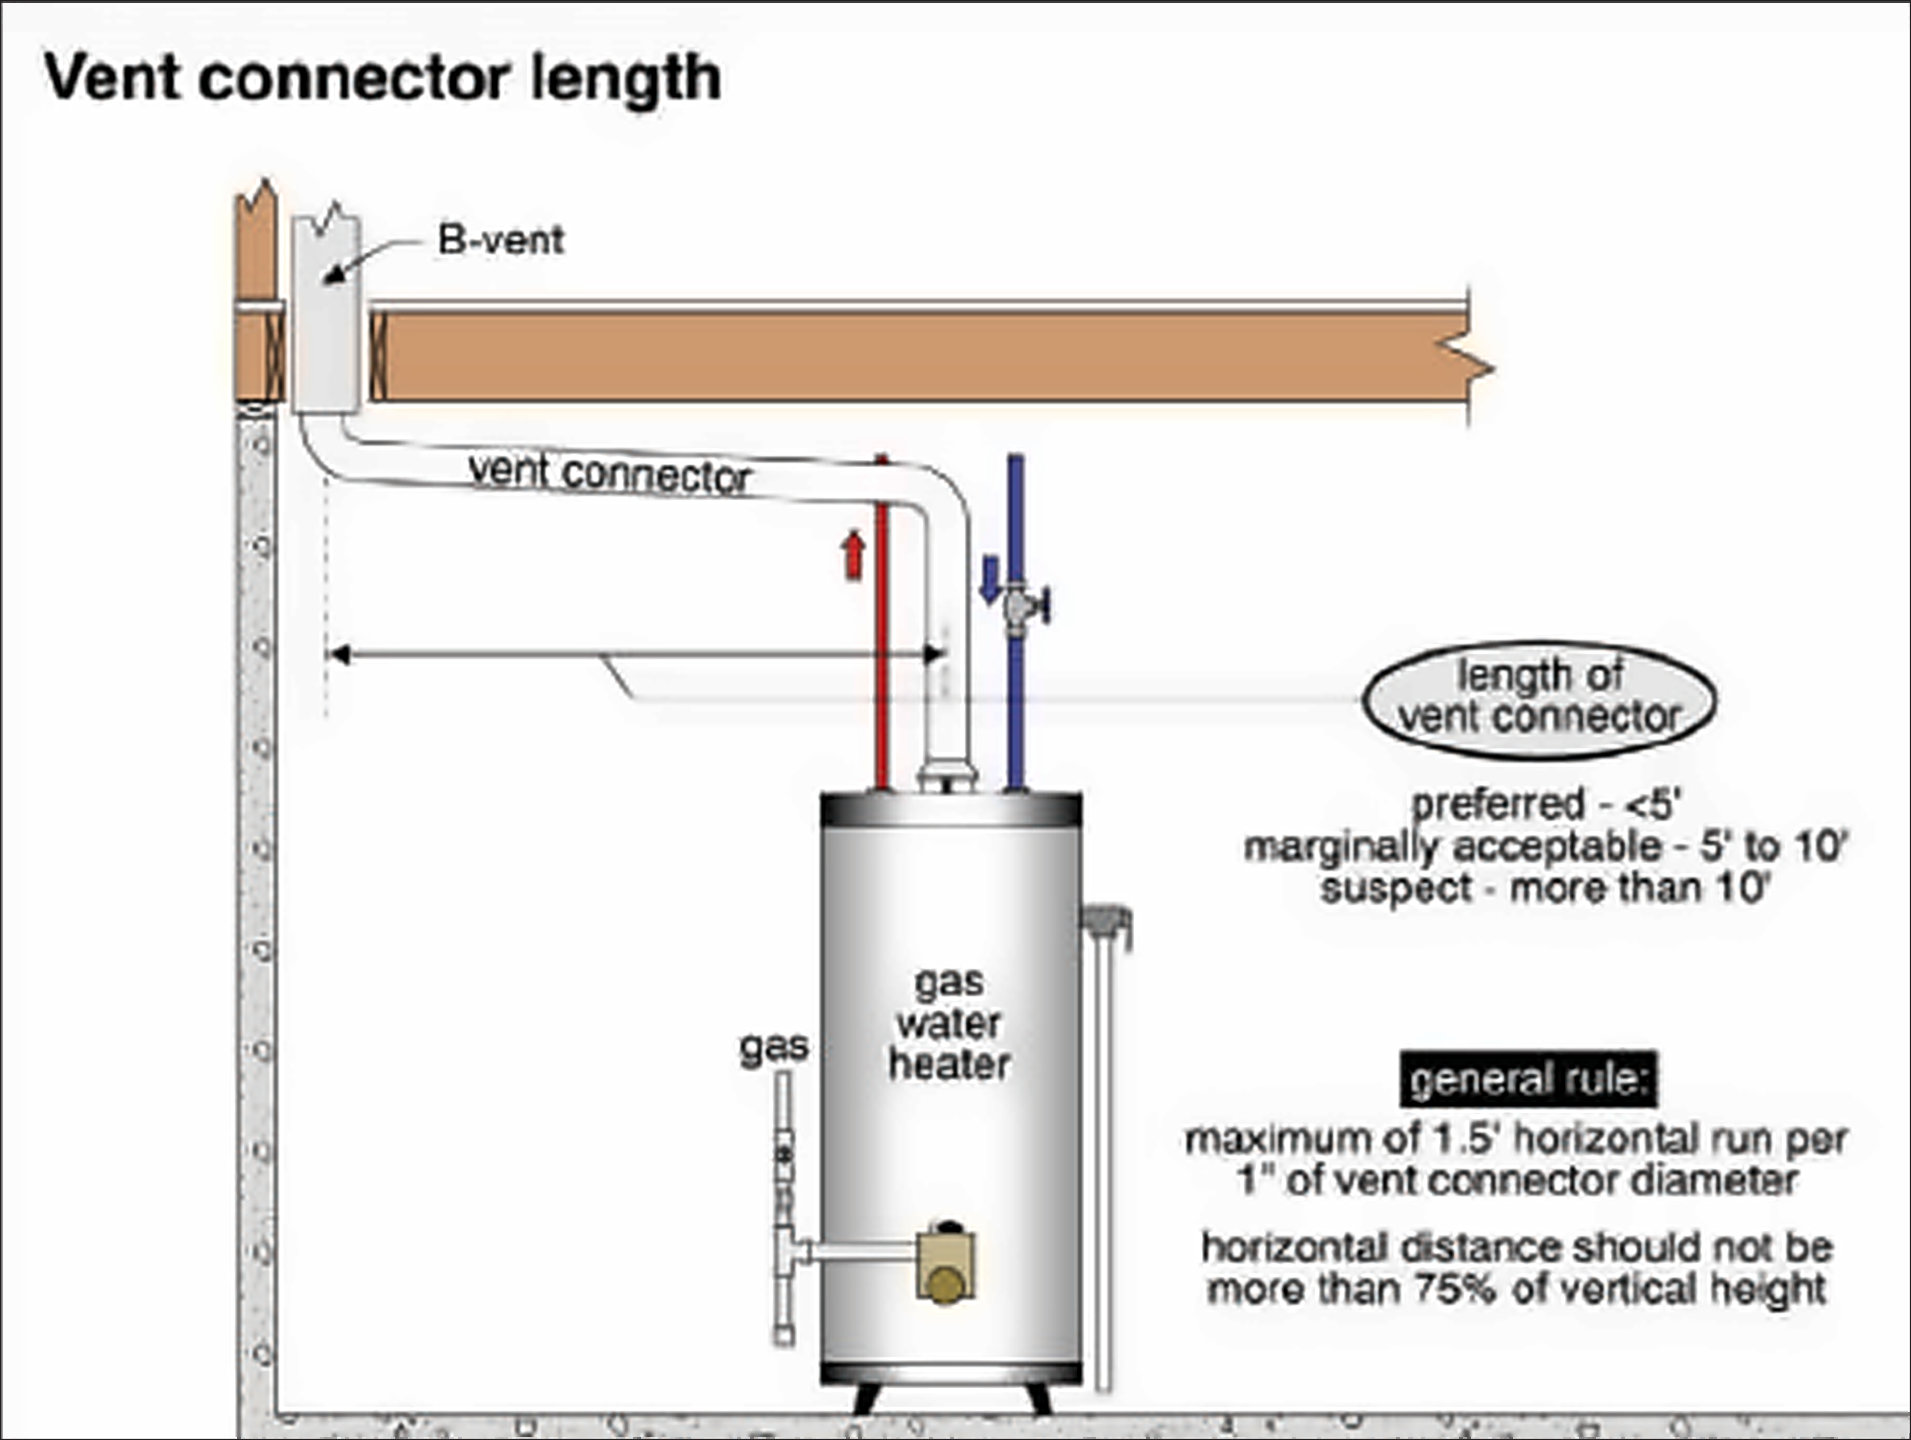 Vent connector length
B-vent
vent connector
length of
vent connector
preferred - <5'
marginally acceptable - 5' to 10'
suspect - more than 10'
gas
water
heater
gas
general rule:
maximum of 1.5' horizontal run per
1" of vent connector diameter
horizontal distance should not be
more than 75% of vertical height